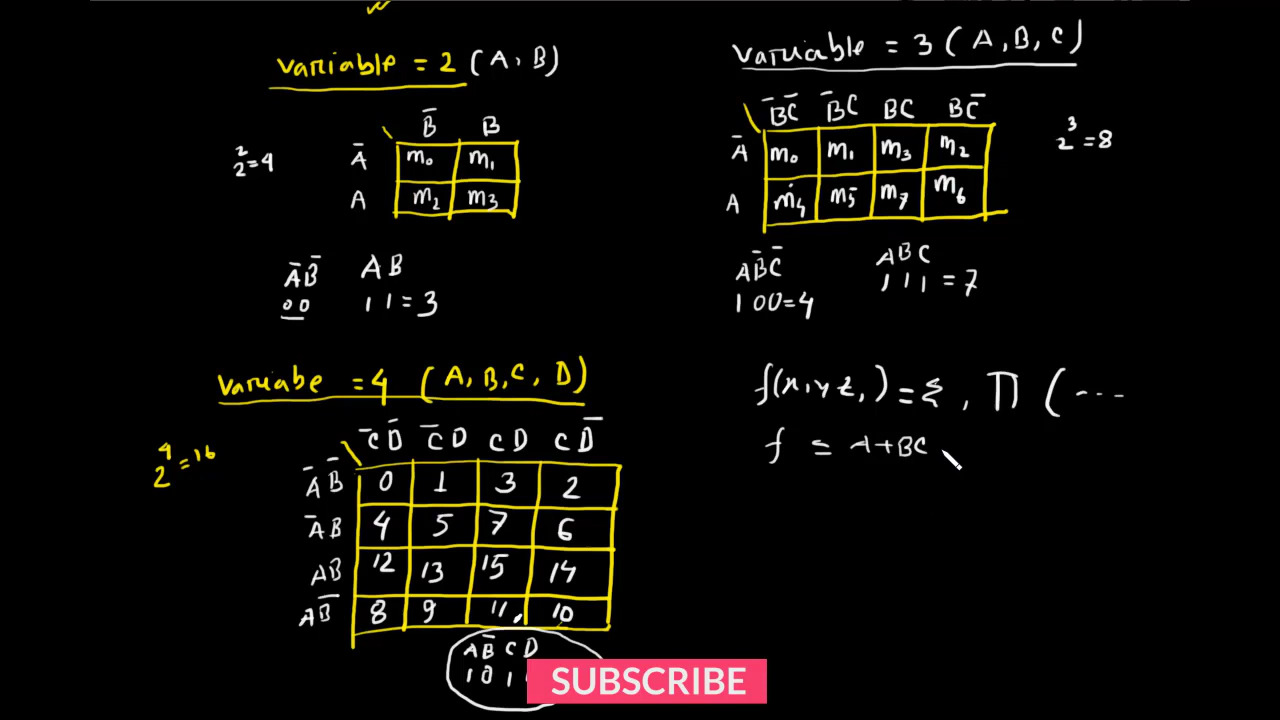 variable = 2 (A, B)
B̅ B
2² = 4
A̅ m₀ m₁
A m₂ m₃
A̅B̅ AB
00 11 = 3
variable = 3 (A, B, C)
B̅C̅ B̅C BC BC̅
A̅ m₀ m₁ m₃ m₂
2³ = 8
A m₄ m₅ m₇ m₆
AB̅C̅ ABC
100 = 4 111 = 7
variabe = 4 (A, B, C, D)
C̅D̅ C̅D CD CD̅
2⁴ = 16
A̅B̅ 0 1 3 2
A̅B 4 5 7 6
AB 12 13 15 14
AB̅ 8 9 11 10
AB̅CD
101
f(x, y z, ) = Σ, Π (...
f = A+BC
SUBSCRIBE